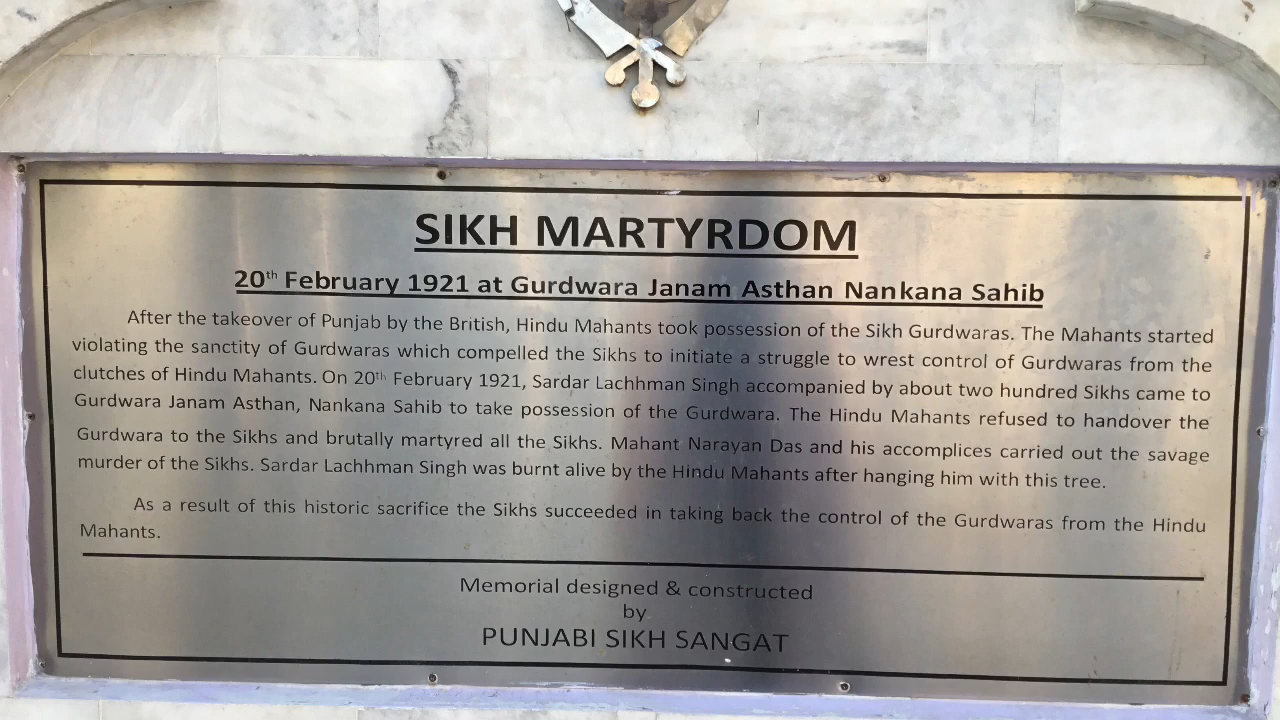 SIKH MARTYRDOM
20th February 1921 at Gurdwara Janam Asthan Nankana Sahib
After the takeover of Punjab by the British, Hindu Mahants took possession of the Sikh Gurdwaras. The Mahants started
violating the sanctity of Gurdwaras which compelled the Sikhs to initiate a struggle to wrest control of Gurdwaras from the
clutches of Hindu Mahants. On 20th February 1921, Sardar Lachhman Singh accompanied by about two hundred Sikhs came to
Gurdwara Janam Asthan, Nankana Sahib to take possession of the Gurdwara. The Hindu Mahants refused to handover the
Gurdwara to the Sikhs and brutally martyred all the Sikhs. Mahant Narayan Das and his accomplices carried out the savage
murder of the Sikhs. Sardar Lachhman Singh was burnt alive by the Hindu Mahants after hanging him with this tree.
As a result of this historic sacrifice the Sikhs succeeded in taking back the control of the Gurdwaras from the Hindu
Mahants.
Memorial designed & constructed
by
PUNJABI SIKH SANGAT